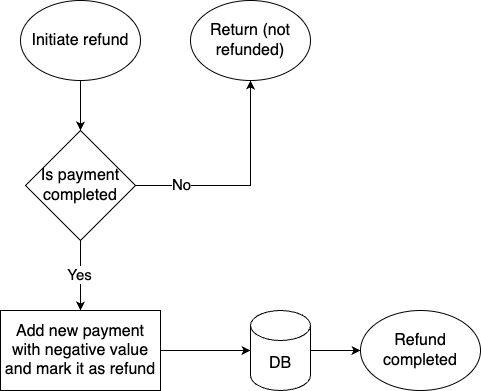 Initiate refund
Return (not
refunded)
Is payment
completed
No
Yes
Add new payment
with negative value
and mark it as refund
DB
Refund
completed